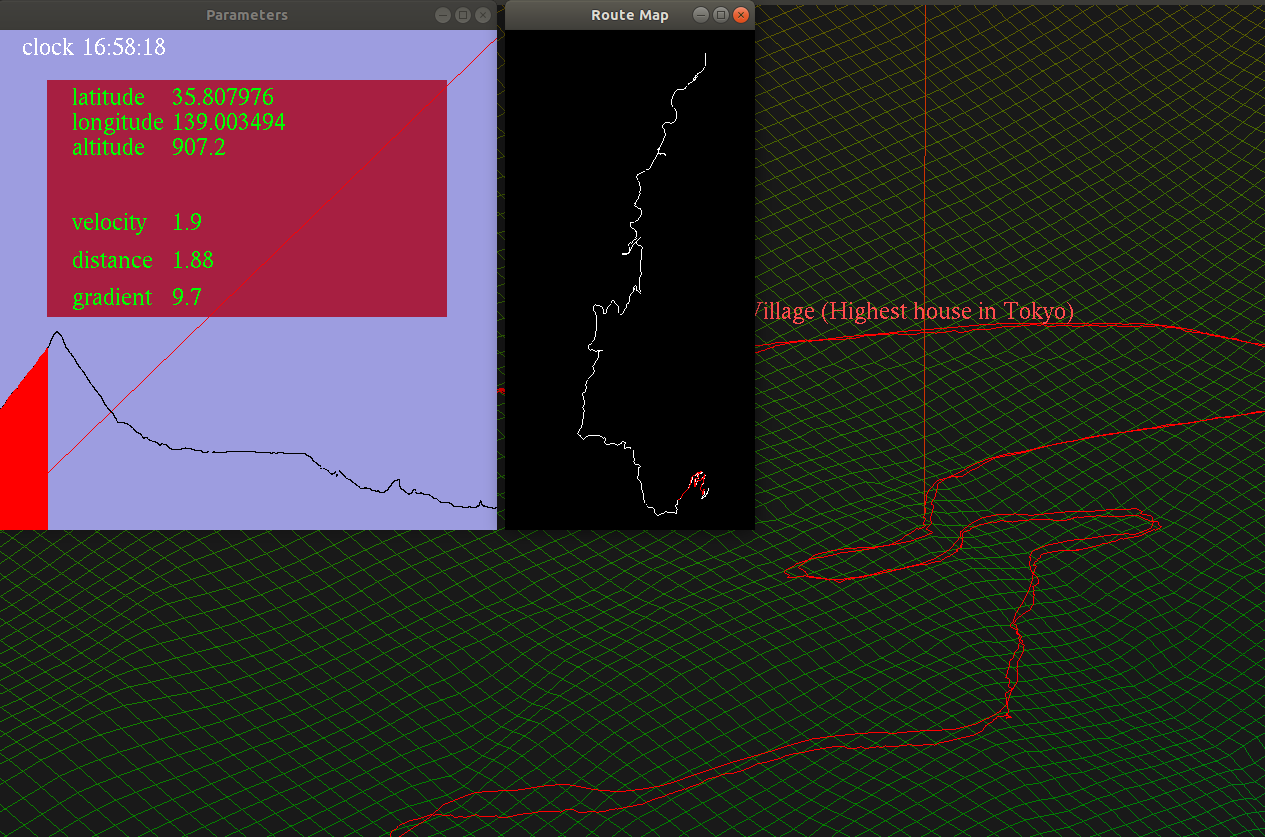 Parameters
clock 16:58:18
latitude 35.807976
longitude 139.003494
altitude 907.2
velocity 1.9
distance 1.88
gradient 9.7
Route Map
Village (Highest house in Tokyo)